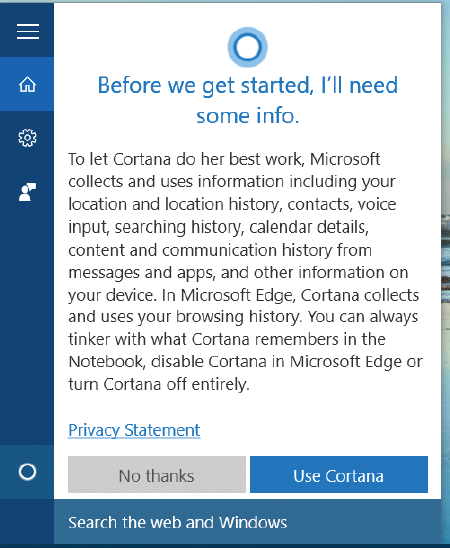 Before we get started, I'll need
some info.
To let Cortana do her best work, Microsoft
collects and uses information including your
location and location history, contacts, voice
input, searching history, calendar details,
content and communication history from
messages and apps, and other information on
your device. In Microsoft Edge, Cortana collects
and uses your browsing history. You can always
tinker with what Cortana remembers in the
Notebook, disable Cortana in Microsoft Edge or
turn Cortana off entirely.
Privacy Statement
No thanks
Use Cortana
Search the web and Windows